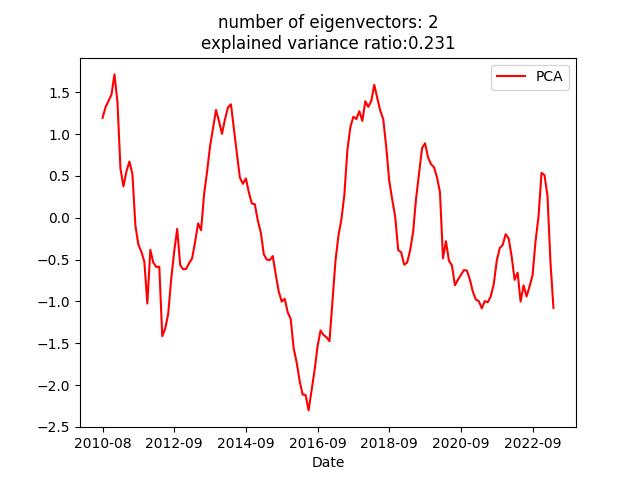 number of eigenvectors: 2
explained variance ratio:0.231
PCA
1.5
1.0
0.5
0.0
−0.5
−1.0
−1.5
−2.0
−2.5
2010-08 2012-09 2014-09 2016-09 2018-09 2020-09 2022-09
Date